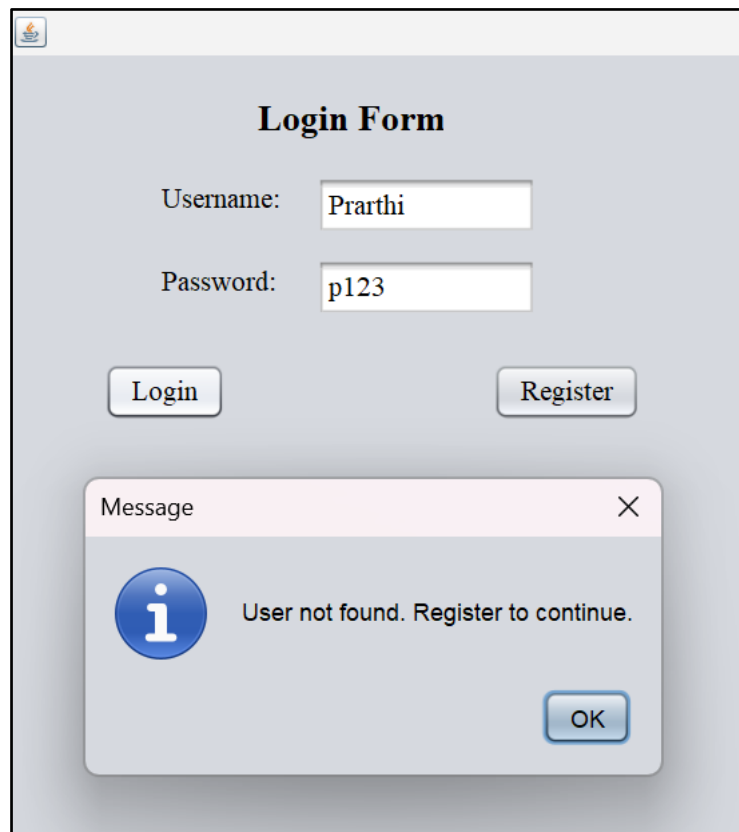 Login Form
Username: Prarthi
Password: p123
Login Register
Message
User not found. Register to continue.
OK